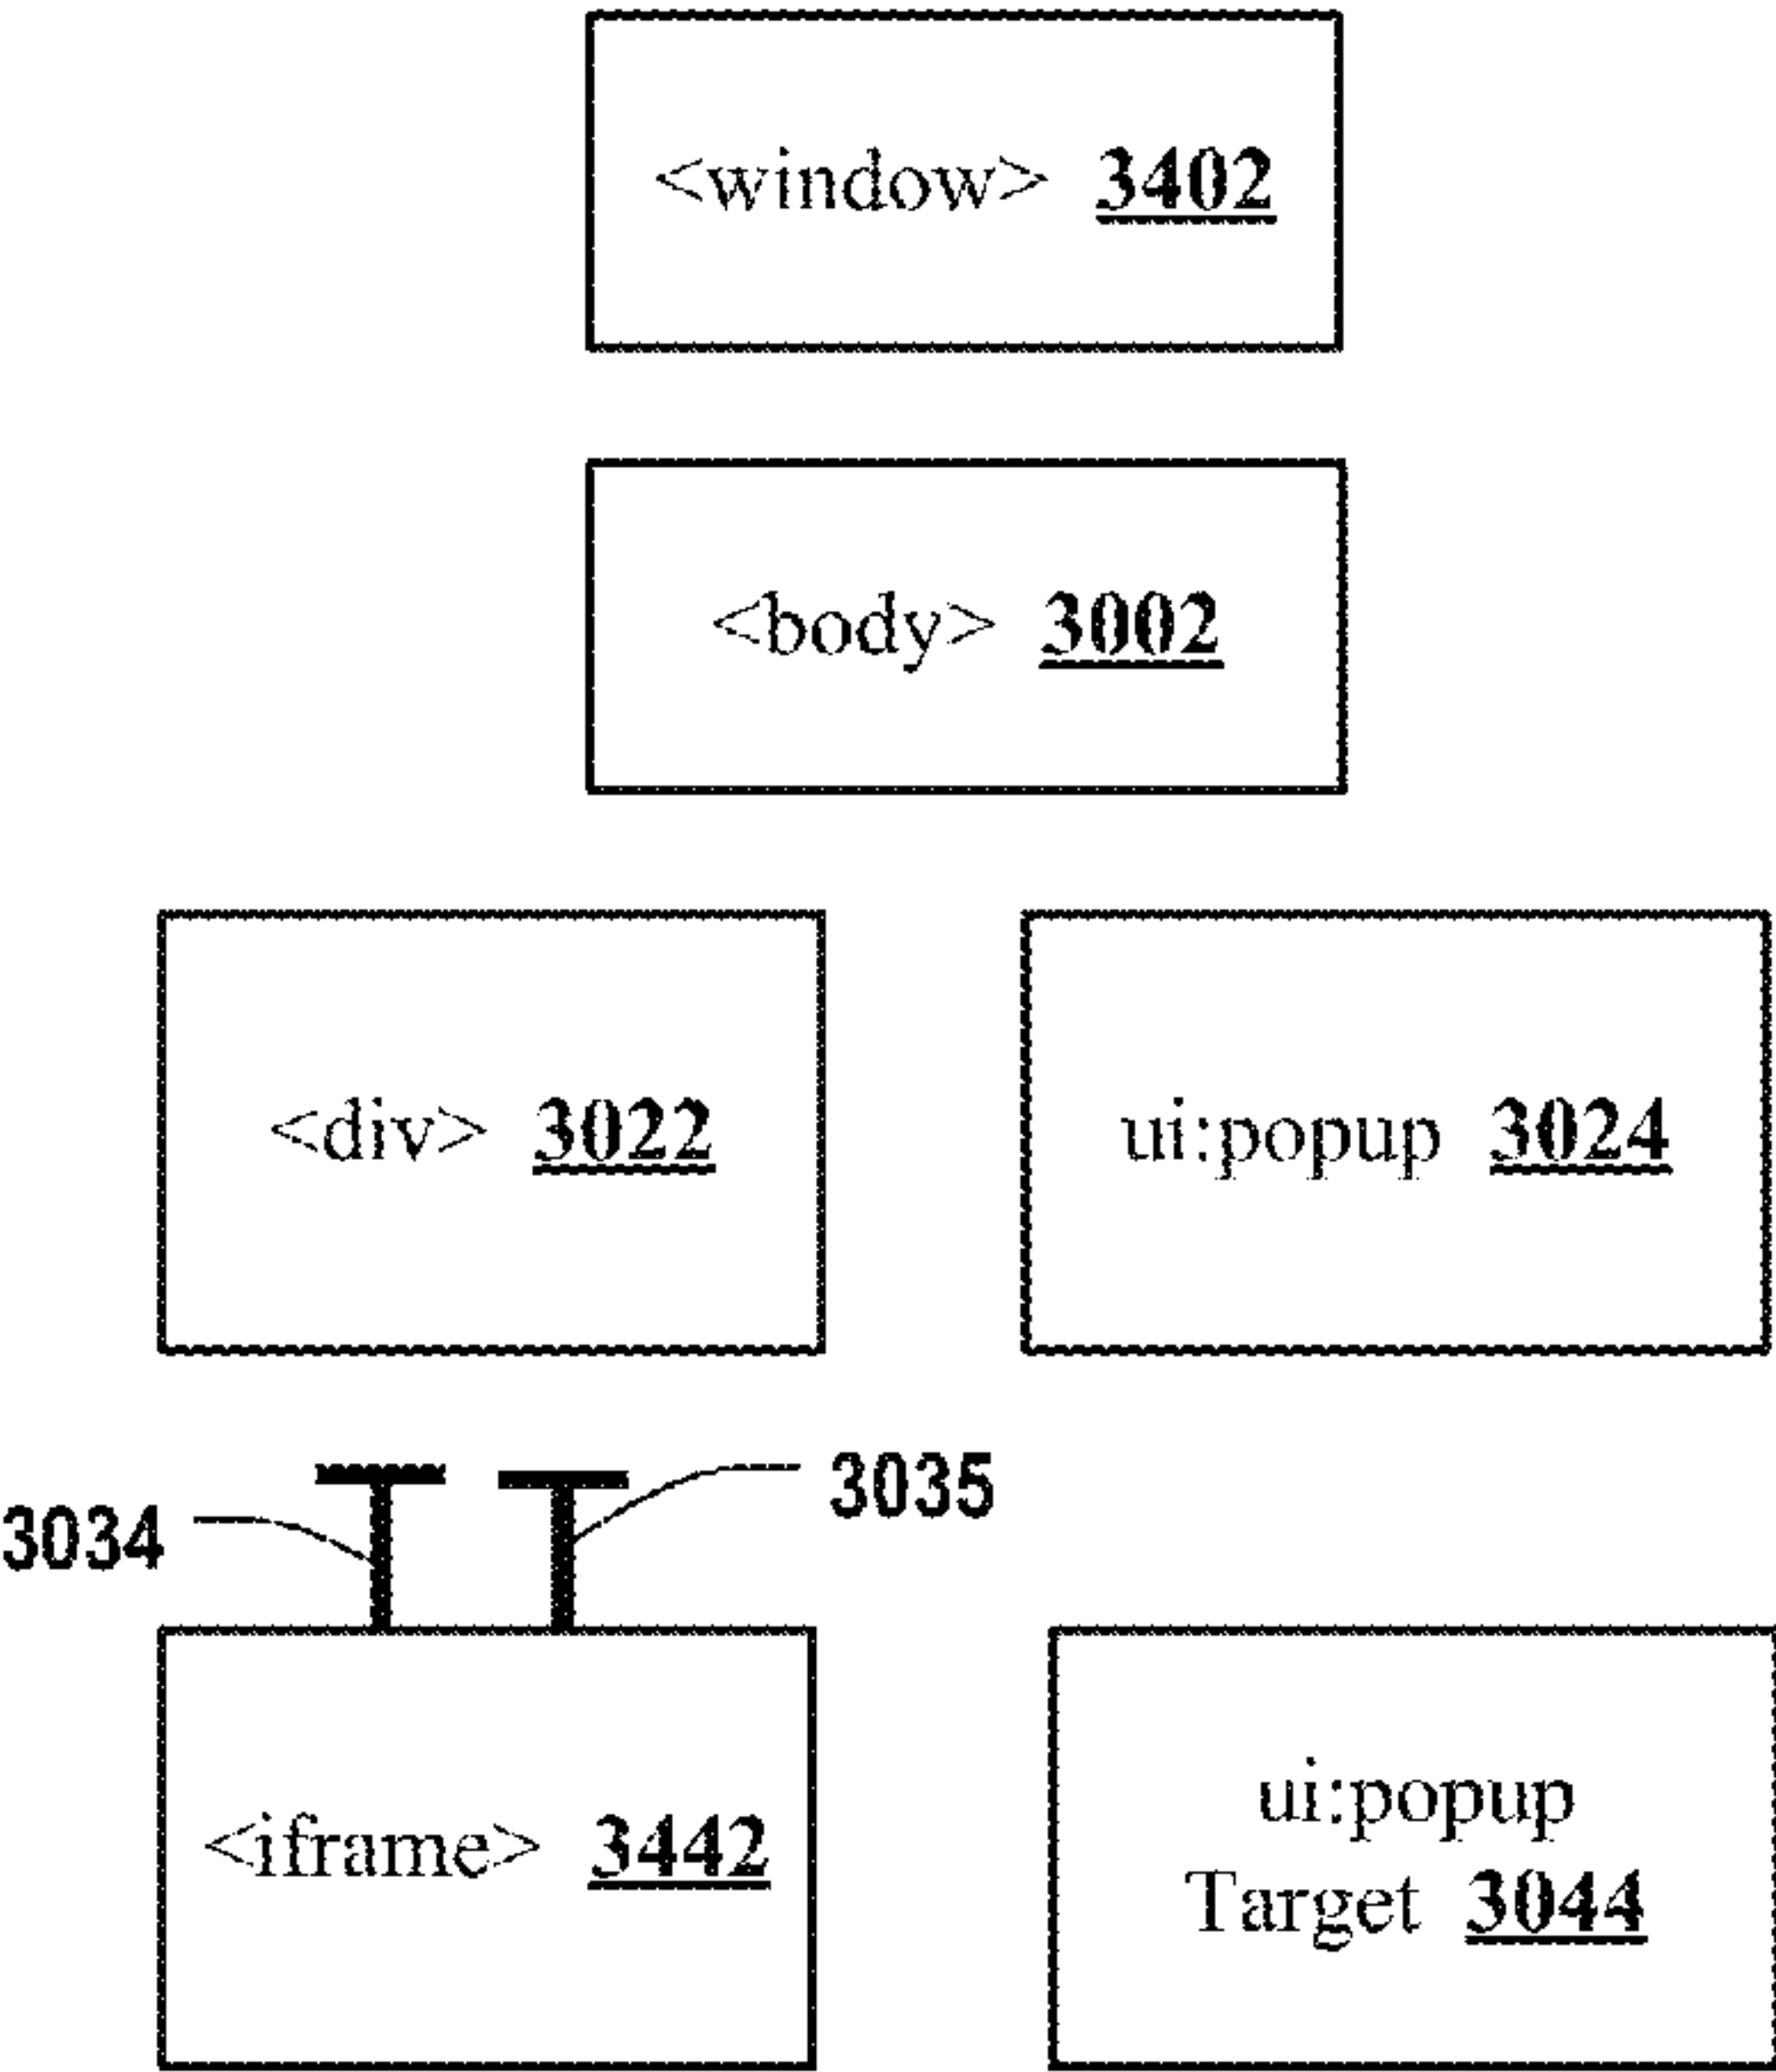 <window> 3402
<body> 3002
<div> 3022
ui:popup 3024
3035
3034
<iframe> 3442
ui:popup
Target 3044